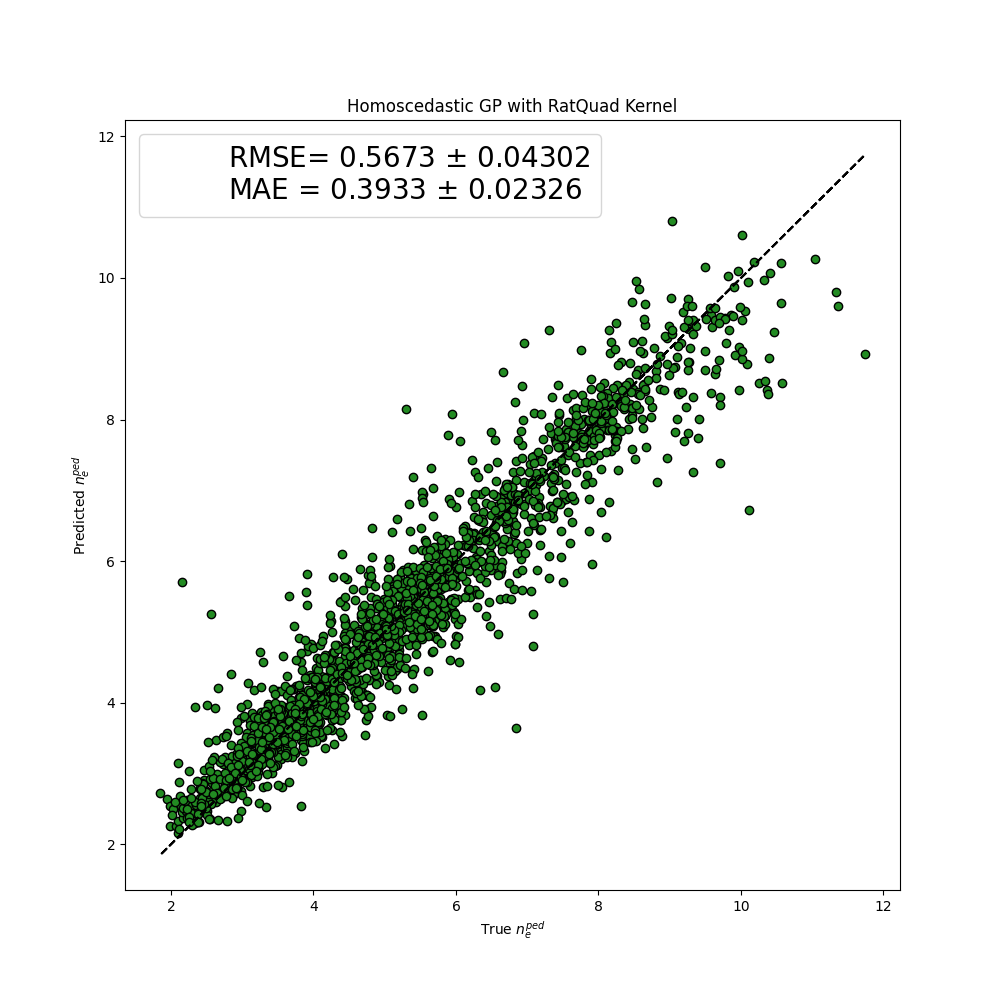 Homoscedastic GP with RatQuad Kernel
RMSE= 0.5673 ± 0.04302
MAE = 0.3933 ± 0.02326
12
10
8
6
4
2
Predicted $n_e^{ped}$
2 4 6 8 10 12
True $n_e^{ped}$